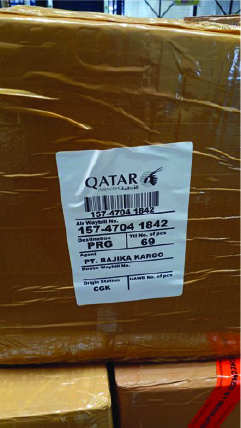 QATAR
AIRWAYS القطرية
157-4704 1842
Air Waybill No.
157-4704 1842
Destination
PRG
Ttl No. of pcs
69
Agent
PT. RAJIKA KARGO
House Waybill No.
Origin Station
CGK
HAWB No. of pcs